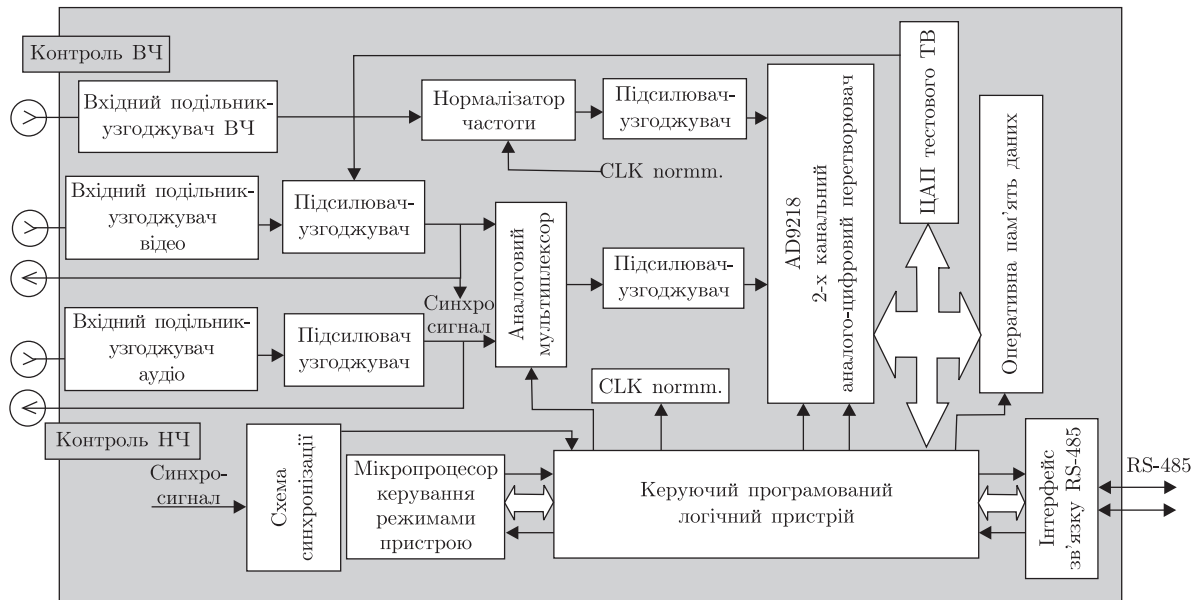 Контроль ВЧ
Вхідний подільник-
узгоджувач ВЧ
Нормалізатор
частоти
Підсилювач-
узгоджувач
CLK normm.
AD9218
2-х канальний
аналого-цифровий перетворювач
ЦАП тестового ТВ
Оперативна пам'ять даних
Вхідний подільник-
узгоджувач
відео
Підсилювач-
узгоджувач
Синхро
сигнал
Аналоговий
мультиплексор
Підсилювач-
узгоджувач
Вхідний подільник-
узгоджувач
аудіо
Підсилювач
узгоджувач
CLK normm.
Контроль НЧ
Синхро-
сигнал
Схема
синхронізації
Мікропроцесор
керування
режимами
пристрою
Керуючий програмований
логічний пристрій
Інтерфейс
зв'язку RS-485
RS-485